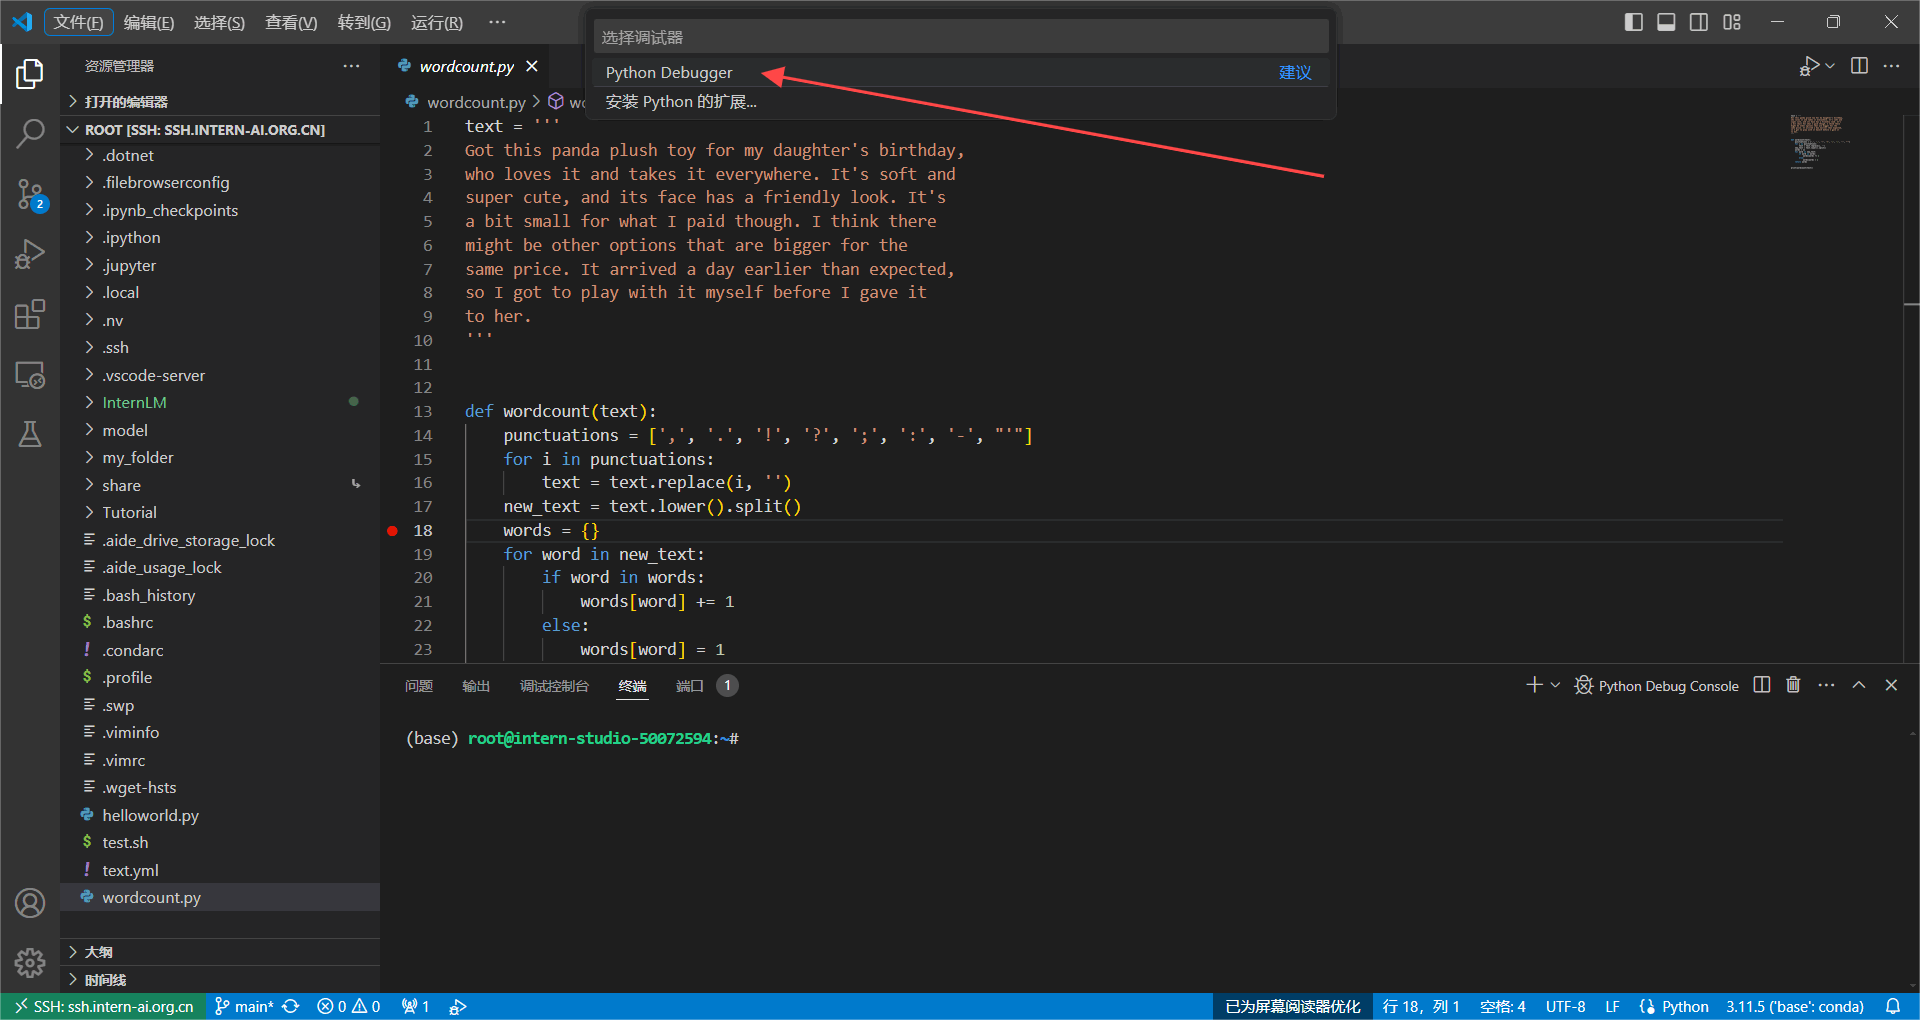 文件(F) 编辑(E) 选择(S) 查看(V) 转到(G) 运行(R) ···
选择调试器
Python Debugger 建议
安装 Python 的扩展...
资源管理器
打开的编辑器
ROOT [SSH: SSH.INTERN-AI.ORG.CN]
.dotnet
.filebrowserconfig
.ipynb_checkpoints
.ipython
.jupyter
.local
.nv
.ssh
.vscode-server
InternLM
model
my_folder
share
Tutorial
.aide_drive_storage_lock
.aide_usage_lock
.bash_history
$ .bashrc
! .condarc
$ .profile
.swp
.viminfo
.vimrc
.wget-hsts
helloworld.py
$ test.sh
! text.yml
wordcount.py
大纲
时间线
2
wordcount.py
wordcount.py > wo
1 text = '''
2 Got this panda plush toy for my daughter's birthday,
3 who loves it and takes it everywhere. It's soft and
4 super cute, and its face has a friendly look. It's
5 a bit small for what I paid though. I think there
6 might be other options that are bigger for the
7 same price. It arrived a day earlier than expected,
8 so I got to play with it myself before I gave it
9 to her.
10 '''
11
12
13 def wordcount(text):
14 punctuations = [',', '.', '!', '?', ';', ':', '-', "'"]
15 for i in punctuations:
16 text = text.replace(i, '')
17 new_text = text.lower().split()
18 words = {}
19 for word in new_text:
20 if word in words:
21 words[word] += 1
22 else:
23 words[word] = 1
问题 输出 调试控制台 终端 端口 1
Python Debug Console
(base) root@intern-studio-50072594:~#
SSH: ssh.intern-ai.org.cn main* 0 0 1
已为屏幕阅读器优化 行 18，列 1 空格: 4 UTF-8 LF Python 3.11.5 ('base': conda)